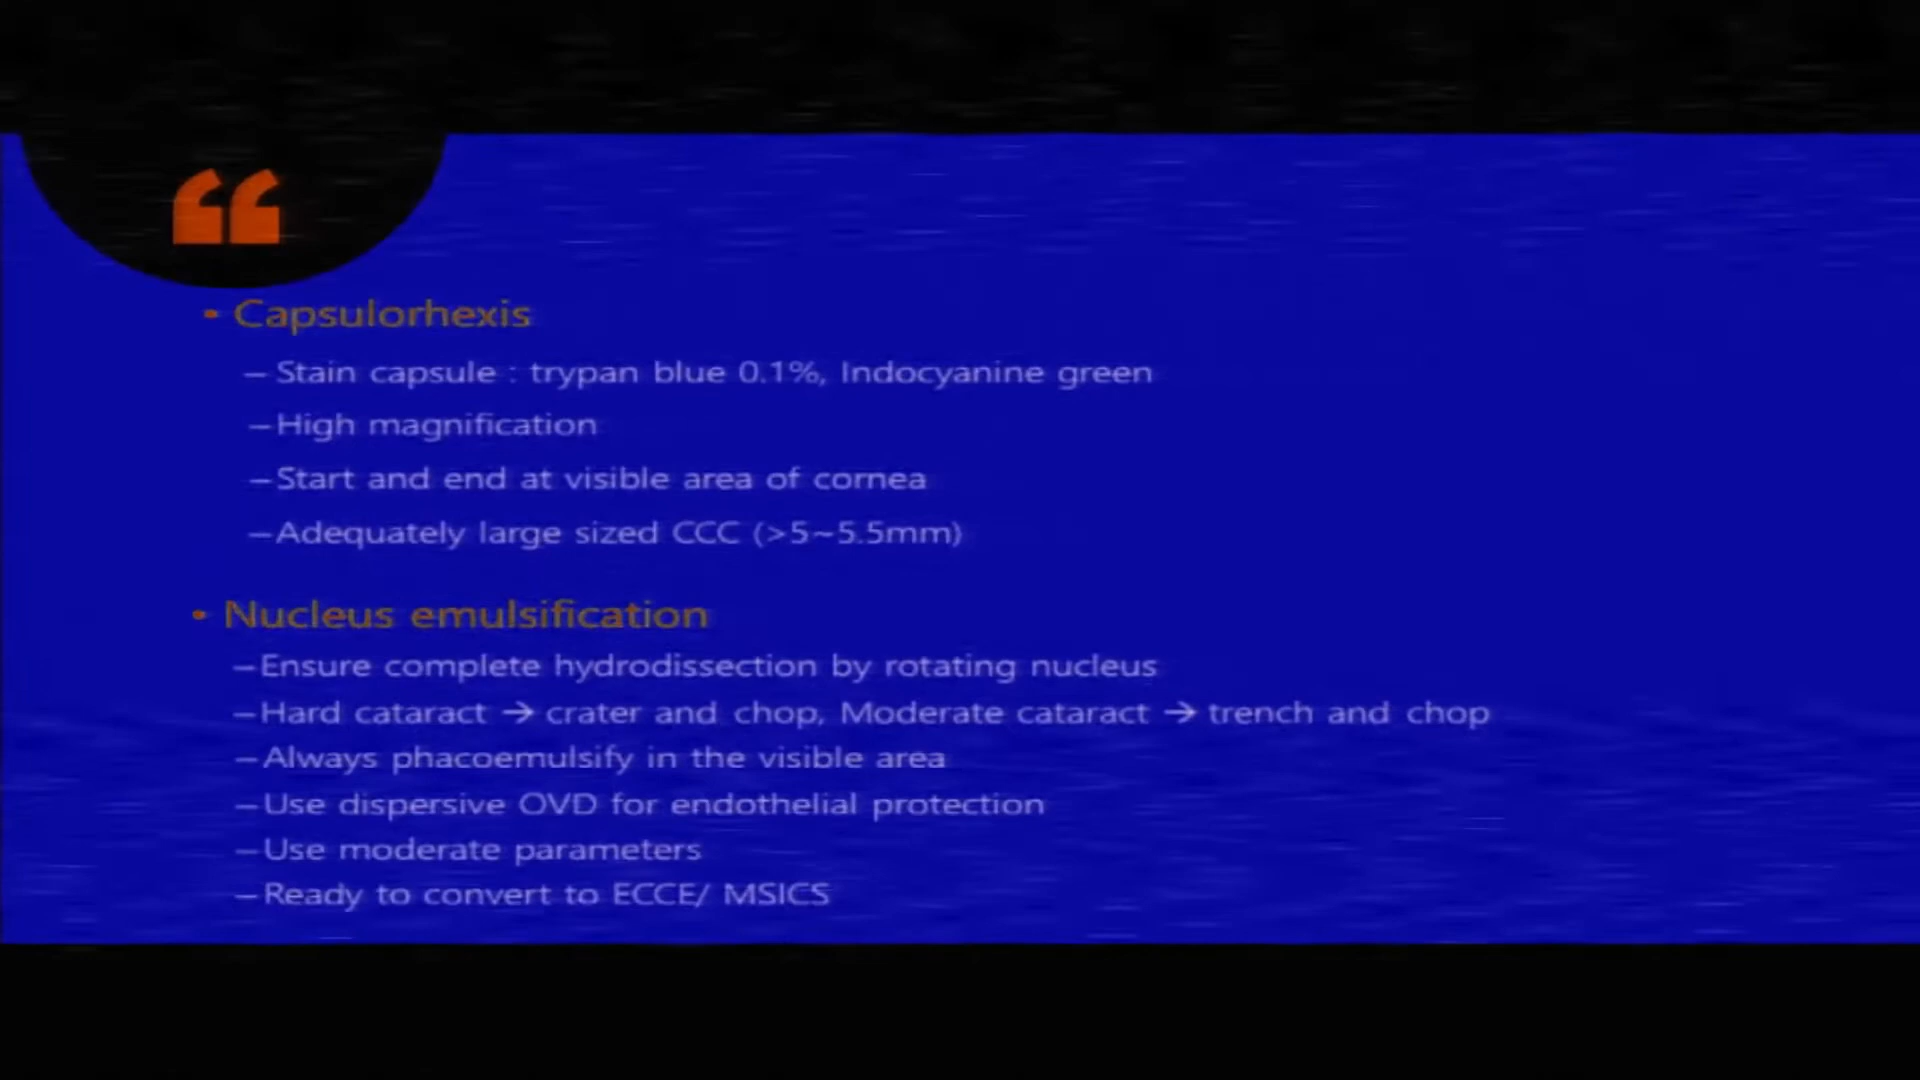 “
• Capsulorhexis
– Stain capsule : trypan blue 0.1%, Indocyanine green
– High magnification
– Start and end at visible area of cornea
– Adequately large sized CCC (>5~5.5mm)
• Nucleus emulsification
– Ensure complete hydrodissection by rotating nucleus
– Hard cataract → crater and chop, Moderate cataract → trench and chop
– Always phacoemulsify in the visible area
– Use dispersive OVD for endothelial protection
– Use moderate parameters
– Ready to convert to ECCE/ MSICS